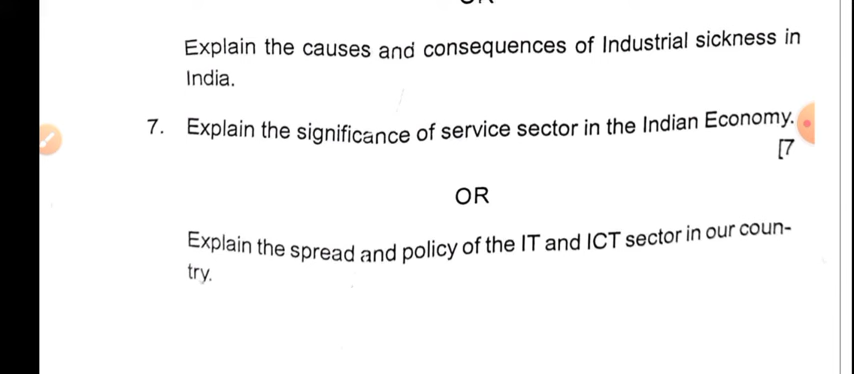 Explain the causes and consequences of Industrial sickness in
India.
7. Explain the significance of service sector in the Indian Economy.
[7
OR
Explain the spread and policy of the IT and ICT sector in our coun-
try.